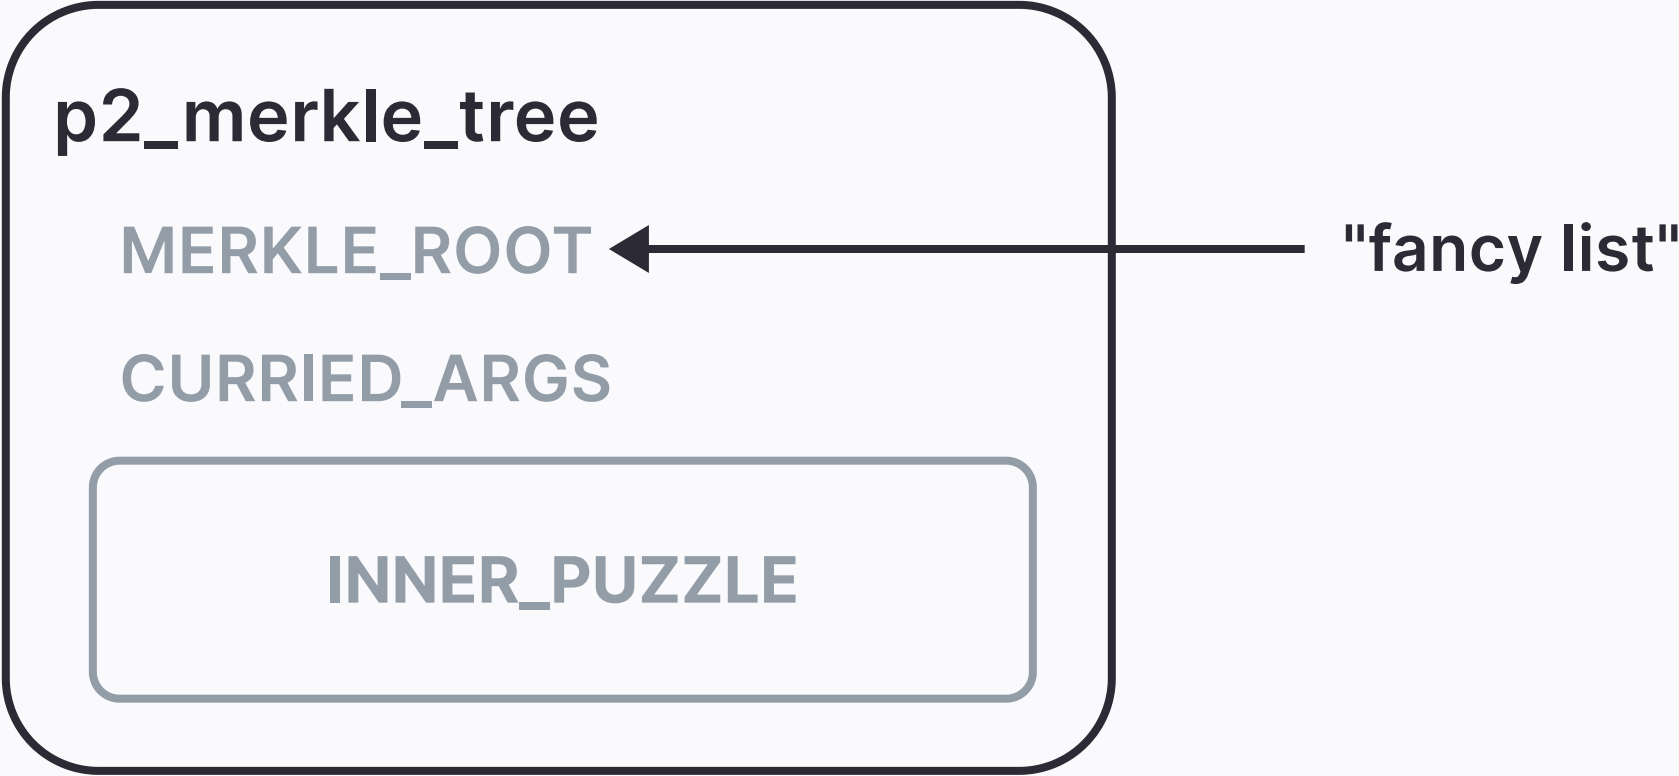 p2_merkle_tree
MERKLE_ROOT
"fancy list"
CURRIED_ARGS
INNER_PUZZLE